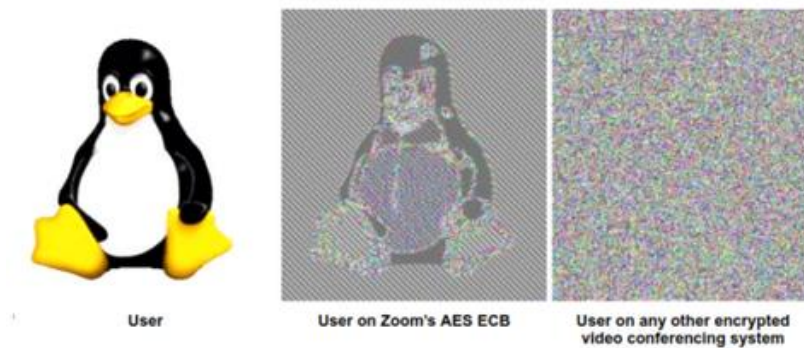 User
User on Zoom's AES ECB
User on any other encrypted
video conferencing system